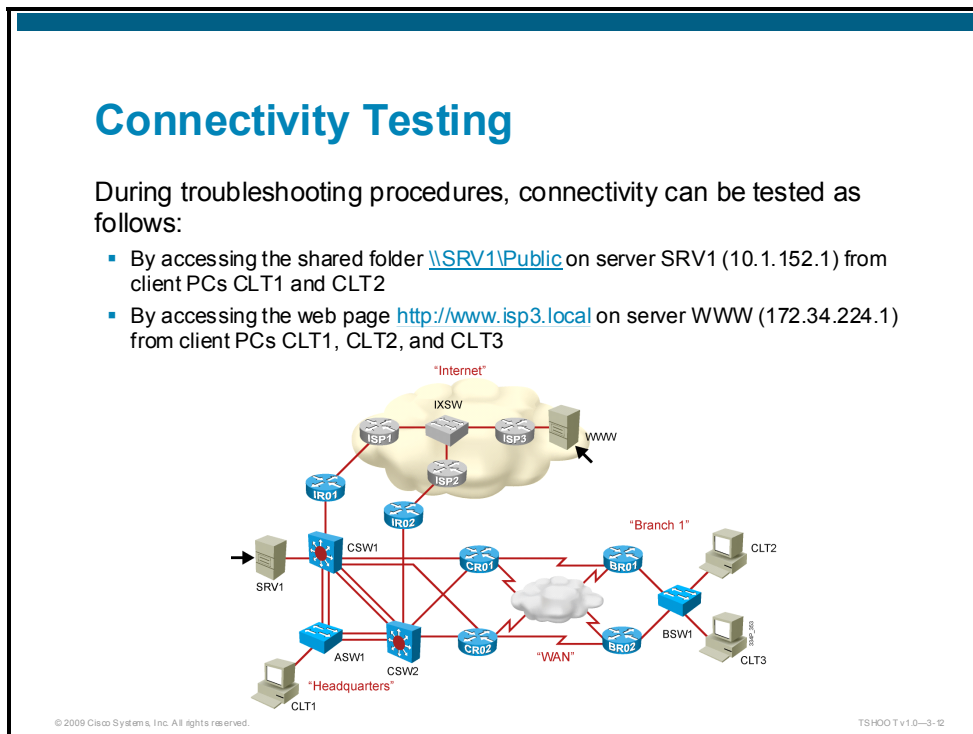 Connectivity Testing
During troubleshooting procedures, connectivity can be tested as
follows:
▪ By accessing the shared folder \\SRV1\Public on server SRV1 (10.1.152.1) from
client PCs CLT1 and CLT2
▪ By accessing the web page http://www.isp3.local on server WWW (172.34.224.1)
from client PCs CLT1, CLT2, and CLT3
“Internet”
IXSW
ISP1
ISP3
WWW
ISP2
IR01
IR02
“Branch 1”
CSW1
CLT2
CR01
BR01
SRV1
BSW1
334P_353
ASW1
CSW2
CR02
“WAN”
BR02
CLT3
“Headquarters”
CLT1
© 2009 Cisco Systems, Inc. All rights reserved.
TSHOOT v1.0—3-12